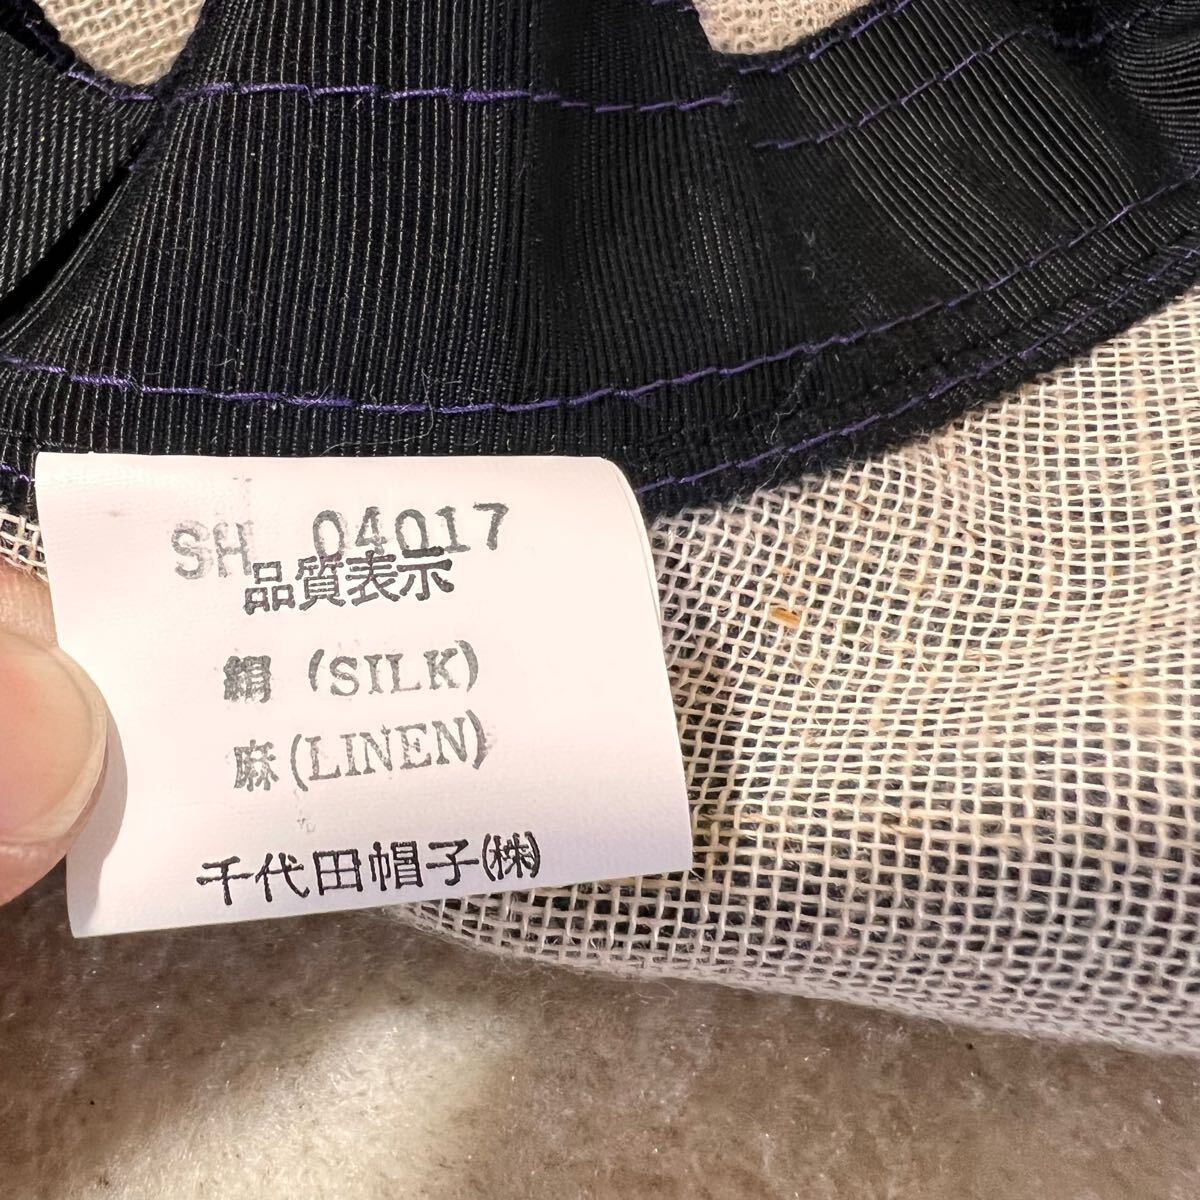 SH 04017
品質表示
絹 (SILK)
麻(LINEN)
千代田帽子㈱